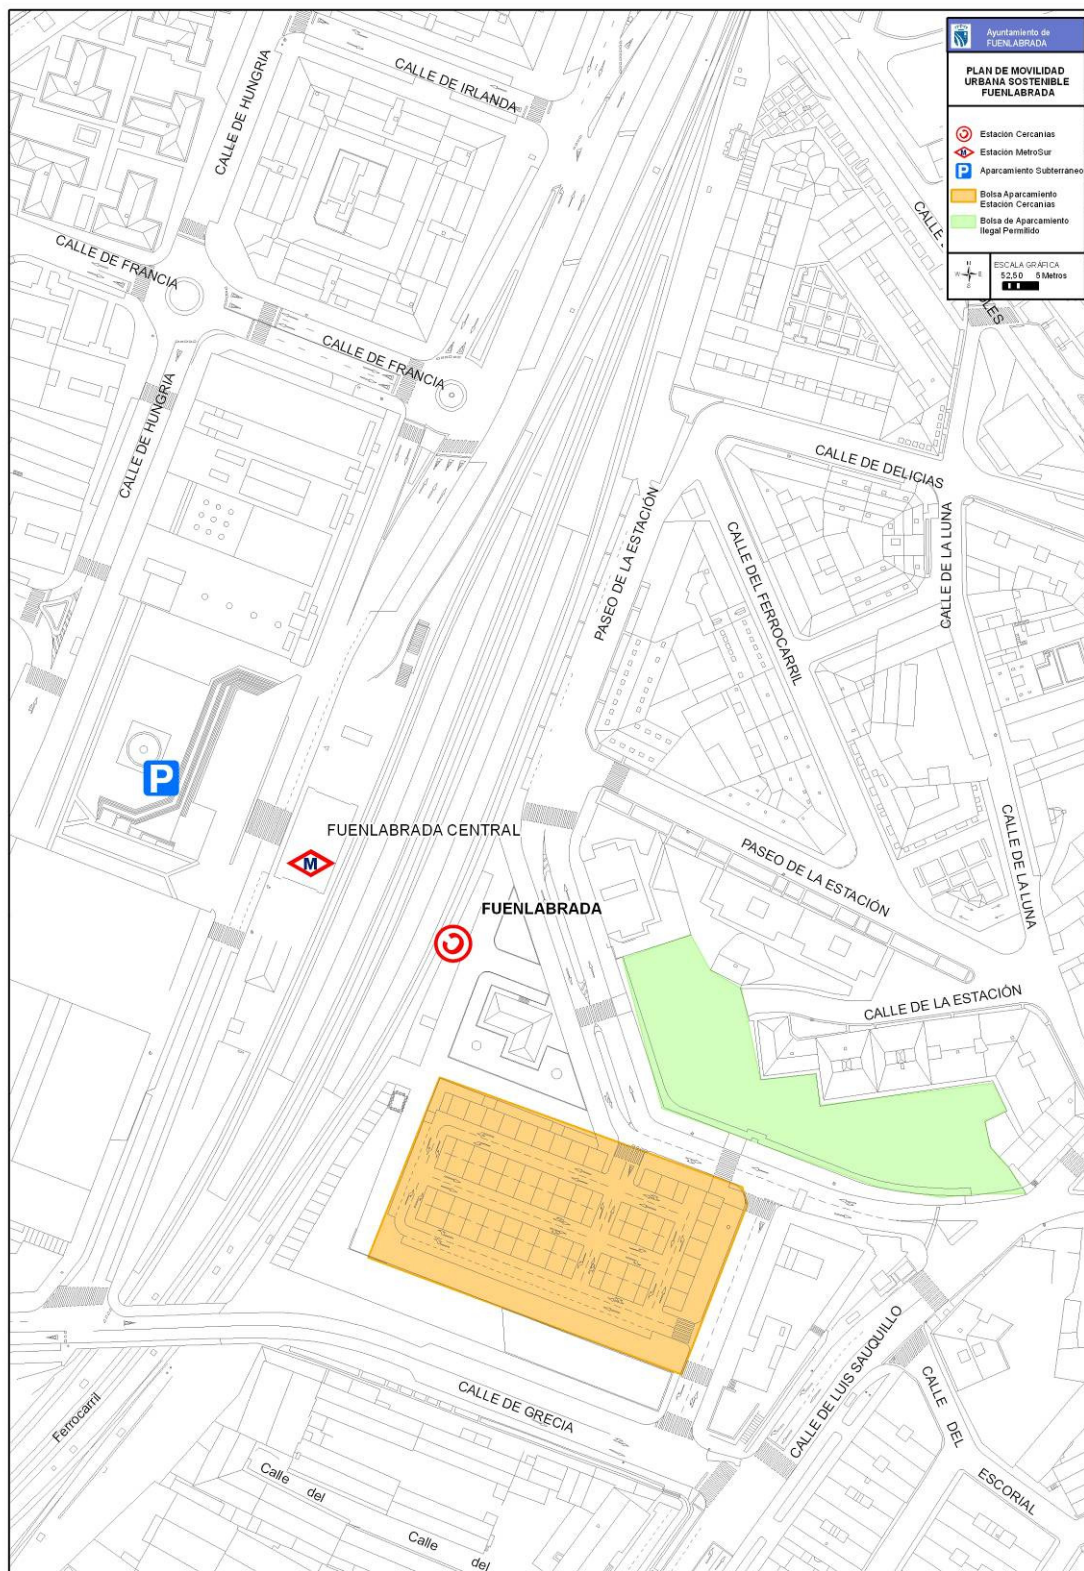 Ayuntamiento de
FUENLABRADA
PLAN DE MOVILIDAD
URBANA SOSTENIBLE
FUENLABRADA
Estación Cercanías
M Estación MetroSur
P Aparcamiento Subterráneo
Bolsa Aparcamiento
Estación Cercanías
Bolsa de Aparcamiento
Ilegal Permitido
N
W E
S
ESCALA GRÁFICA
52,50 5 Metros
CALLE DE HUNGRIA
CALLE DE IRLANDA
CALLE DE FRANCIA
CALLE DE FRANCIA
CALLE DE HUNGRIA
CALLE DE DELICIAS
PASEO DE LA ESTACIÓN
CALLE DEL FERROCARRIL
CALLE DE LA LUNA
P
FUENLABRADA CENTRAL
M
PASEO DE LA ESTACIÓN
CALLE DE LA LUNA
FUENLABRADA
CALLE DE LA ESTACIÓN
CALLE DE LUIS SAUQUILLO
CALLE DE GRECIA
CALLE DEL
ESCORIAL
Ferrocarril
Calle del
Calle del